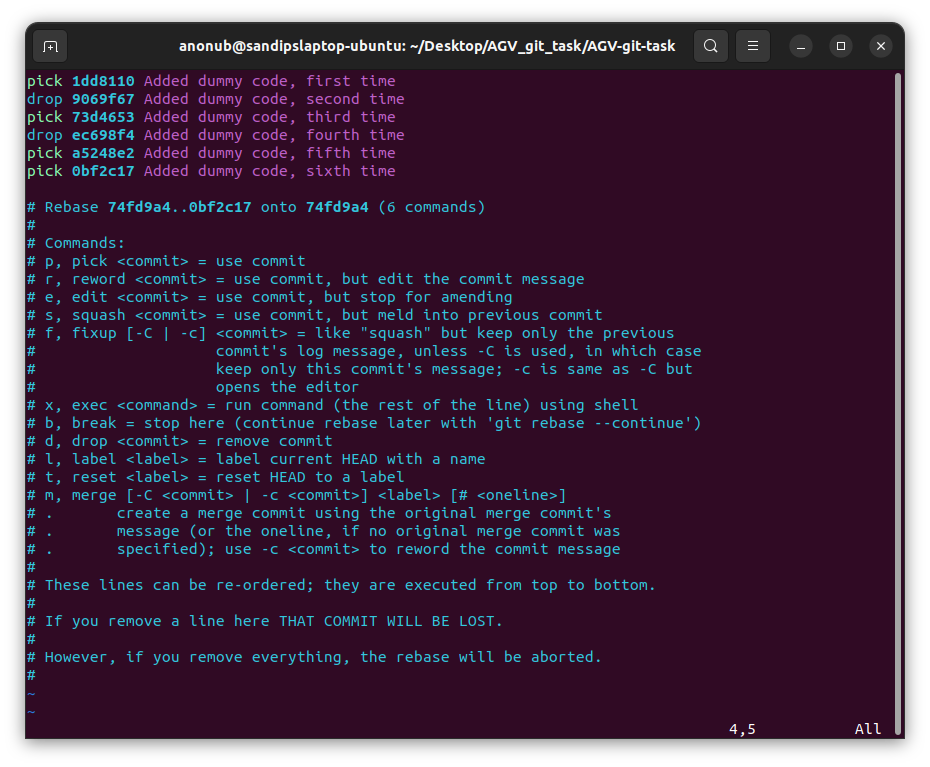 anonub@sandipslaptop-ubuntu: ~/Desktop/AGV_git_task/AGV-git-task
pick 1dd8110 Added dummy code, first time
drop 9069f67 Added dummy code, second time
pick 73d4653 Added dummy code, third time
drop ec698f4 Added dummy code, fourth time
pick a5248e2 Added dummy code, fifth time
pick 0bf2c17 Added dummy code, sixth time

# Rebase 74fd9a4..0bf2c17 onto 74fd9a4 (6 commands)
#
# Commands:
# p, pick <commit> = use commit
# r, reword <commit> = use commit, but edit the commit message
# e, edit <commit> = use commit, but stop for amending
# s, squash <commit> = use commit, but meld into previous commit
# f, fixup [-C | -c] <commit> = like "squash" but keep only the previous
#                    commit's log message, unless -C is used, in which case
#                    keep only this commit's message; -c is same as -C but
#                    opens the editor
# x, exec <command> = run command (the rest of the line) using shell
# b, break = stop here (continue rebase later with 'git rebase --continue')
# d, drop <commit> = remove commit
# l, label <label> = label current HEAD with a name
# t, reset <label> = reset HEAD to a label
# m, merge [-C <commit> | -c <commit>] <label> [# <oneline>]
# .       create a merge commit using the original merge commit's
# .       message (or the oneline, if no original merge commit was
# .       specified); use -c <commit> to reword the commit message
#
# These lines can be re-ordered; they are executed from top to bottom.
#
# If you remove a line here THAT COMMIT WILL BE LOST.
#
# However, if you remove everything, the rebase will be aborted.
#
~
~
4,5 All